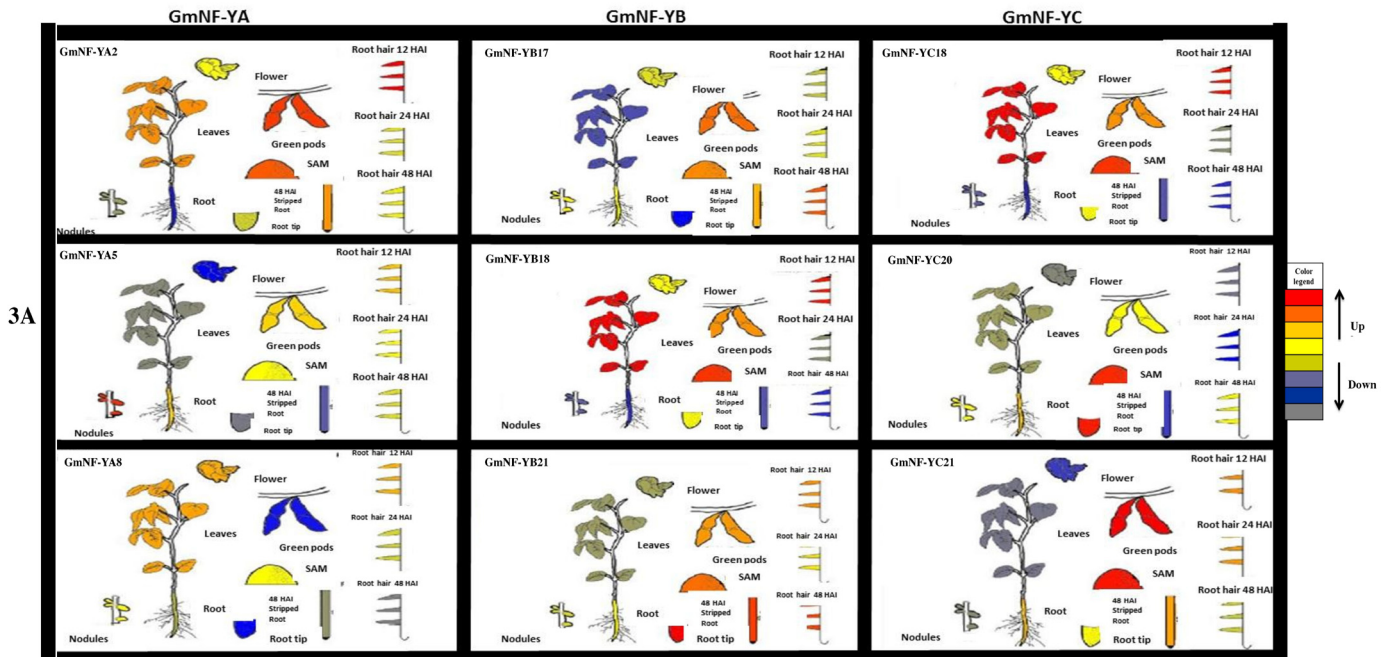 GmNF-YA
GmNF-YB
GmNF-YC
3A
GmNF-YA2
Root hair 12 HAI
Flower
Root hair 24 HAI
Leaves
Green pods
SAM
Root hair 48 HAI
Root
48 HAI
Stripped
Root
Root tip
Nodules
GmNF-YB17
Root hair 12 HAI
Flower
Root hair 24 HAI
Leaves
Green pods
SAM
Root hair 48 HAI
Root
48 HAI
Stripped
Root
Root tip
Nodules
GmNF-YC18
Root hair 12 HAI
Flower
Root hair 24 HAI
Leaves
Green pods
SAM
Root hair 48 HAI
Root
48 HAI
Stripped
Root
Root tip
Nodules
GmNF-YA5
Root hair 12 HAI
Flower
Root hair 24 HAI
Leaves
Green pods
SAM
Root hair 48 HAI
Root
48 HAI
Stripped
Root
Root tip
Nodules
GmNF-YB18
Root hair 12 HAI
Flower
Root hair 24 HAI
Leaves
Green pods
SAM
Root hair 48 HAI
Root
48 HAI
Stripped
Root
Root tip
Nodules
GmNF-YC20
Root hair 12 HAI
Flower
Root hair 24 HAI
Leaves
Green pods
SAM
Root hair 48 HAI
Root
48 HAI
Stripped
Root
Root tip
Nodules
GmNF-YA8
Root hair 12 HAI
Flower
Root hair 24 HAI
Leaves
Green pods
SAM
Root hair 48 HAI
Root
48 HAI
Stripped
Root
Root tip
Nodules
GmNF-YB21
Root hair 12 HAI
Flower
Root hair 24 HAI
Leaves
Green pods
SAM
Root hair 48 HAI
Root
48 HAI
Stripped
Root
Root tip
Nodules
GmNF-YC21
Root hair 12 HAI
Flower
Root hair 24 HAI
Leaves
Green pods
SAM
Root hair 48 HAI
Root
48 HAI
Stripped
Root
Root tip
Nodules
Color
legend
Up
Down